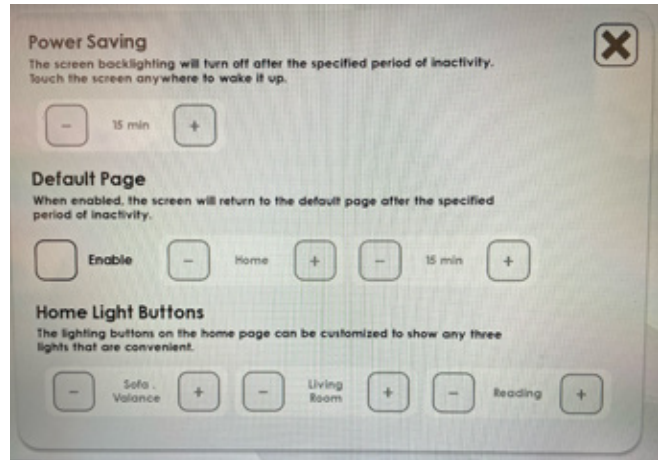 Power Saving
The screen backlighting will turn off after the specified period of inactivity.
Touch the screen anywhere to wake it up.
- 15 min +
Default Page
When enabled, the screen will return to the default page after the specified
period of inactivity.
Enable - Home + - 15 min +
Home Light Buttons
The lighting buttons on the home page can be customized to show any three
lights that are convenient.
- Sofa . + - Living + - Reading +
Valance Room